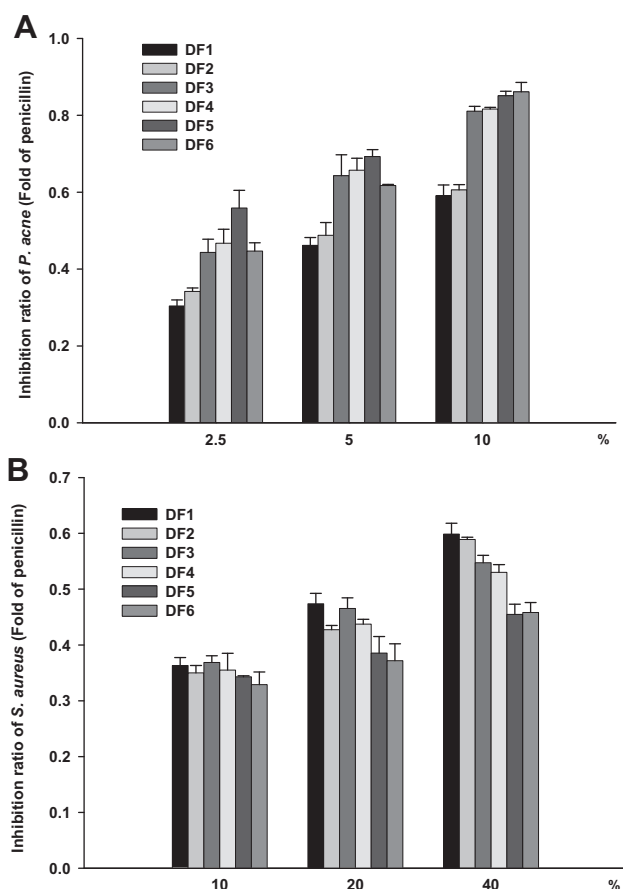 A
Inhibition ratio of P. acne (Fold of penicillin)
1.0
0.8
0.6
0.4
0.2
0.0
DF1
DF2
DF3
DF4
DF5
DF6
2.5 5 10 %
B
Inhibition ratio of S. aureus (Fold of penicillin)
0.7
0.6
0.5
0.4
0.3
0.2
0.1
0.0
DF1
DF2
DF3
DF4
DF5
DF6
10 20 40 %